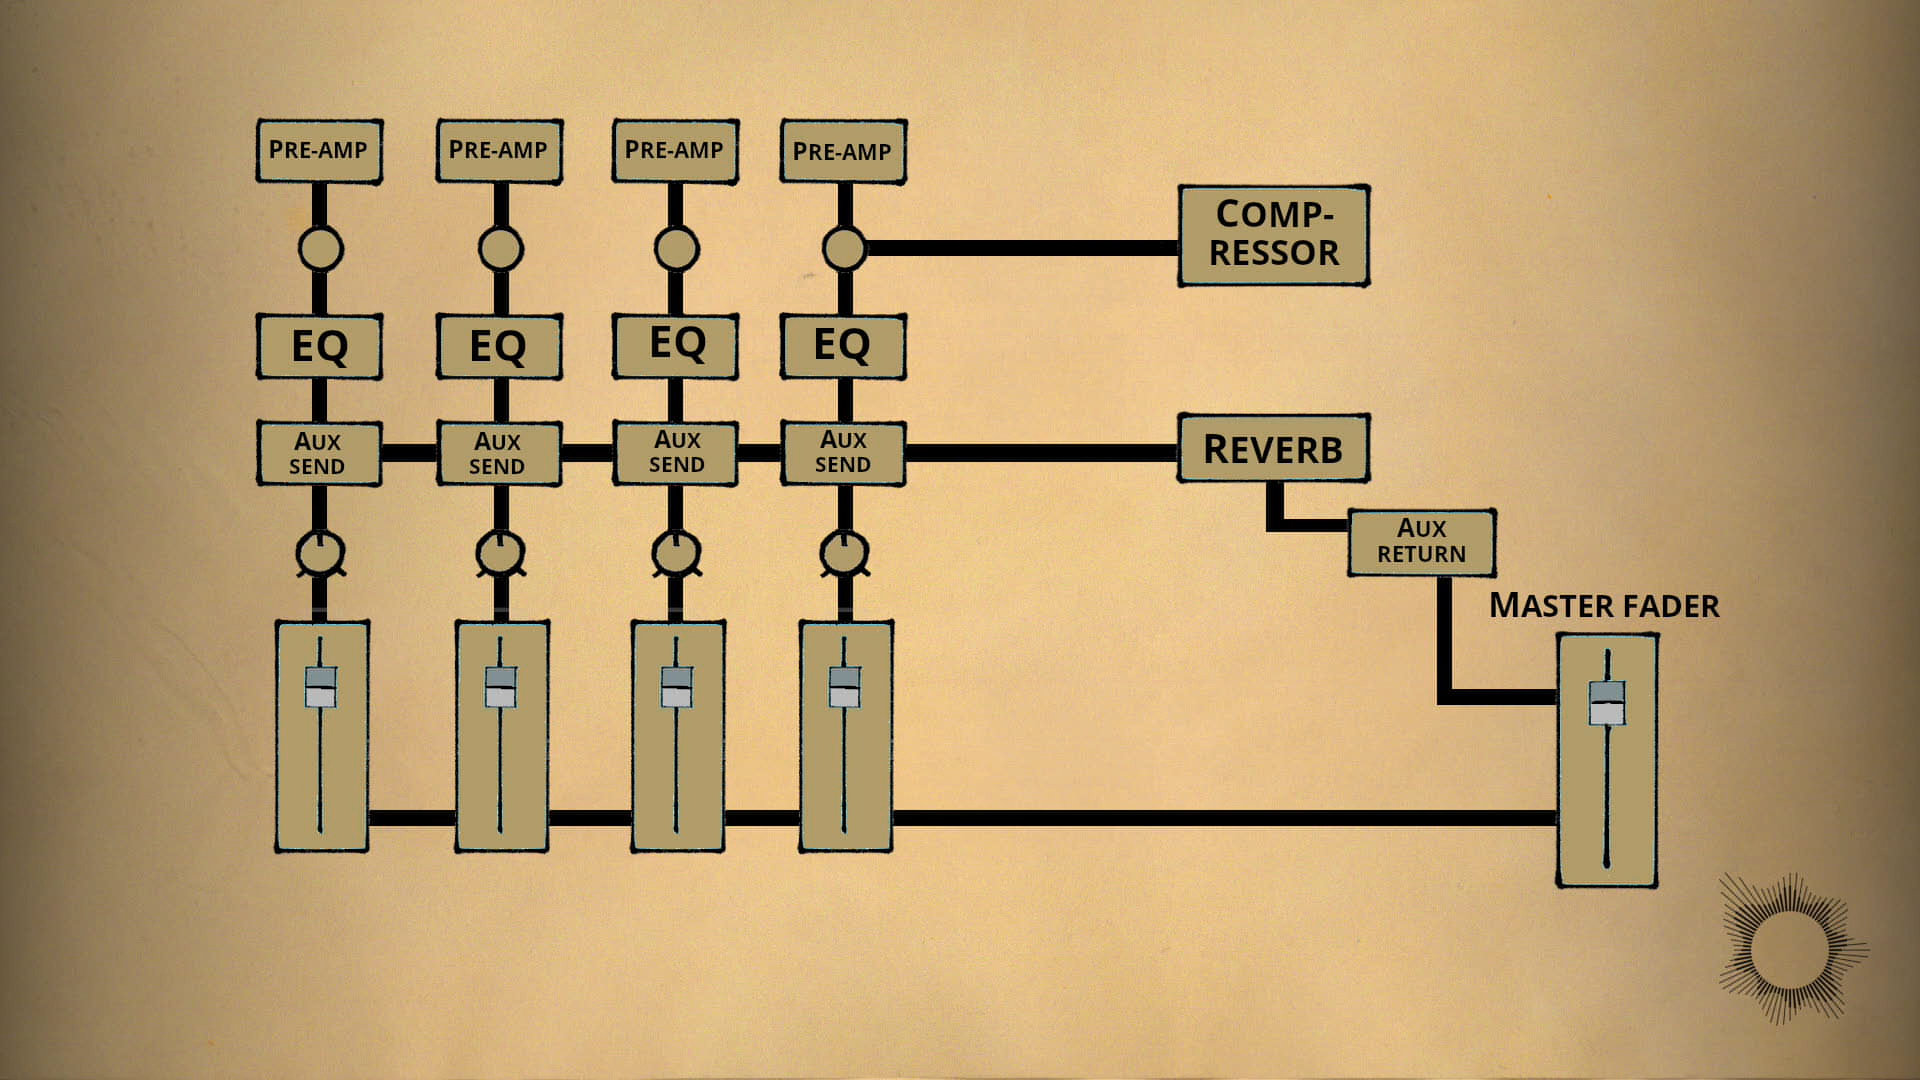 PRE-AMP
PRE-AMP
PRE-AMP
PRE-AMP
COMP-
RESSOR
EQ
EQ
EQ
EQ
AUX
SEND
AUX
SEND
AUX
SEND
AUX
SEND
REVERB
AUX
RETURN
MASTER FADER